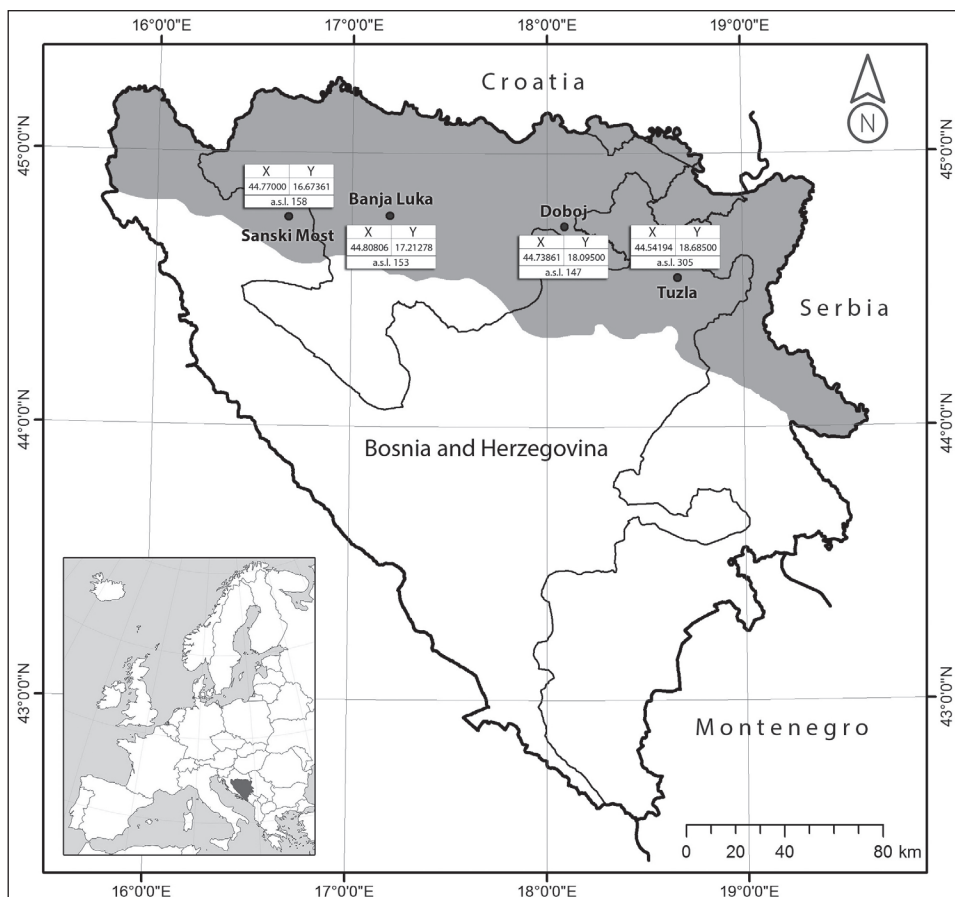 16°0'0"E 17°0'0"E 18°0'0"E 19°0'0"E
Croatia
N
45°0'0"N 45°0'0"N
X Y
44.77000 16.67361
a.s.l. 158
Banja Luka
Sanski Most
X Y
44.80806 17.21278
a.s.l. 153
Doboj
X Y
44.73861 18.09500
a.s.l. 147
X Y
44.54194 18.68500
a.s.l. 305
Tuzla
Serbia
44°0'0"N 44°0'0"N
Bosnia and Herzegovina
43°0'0"N 43°0'0"N
Montenegro
0 20 40 80 km
16°0'0"E 17°0'0"E 18°0'0"E 19°0'0"E